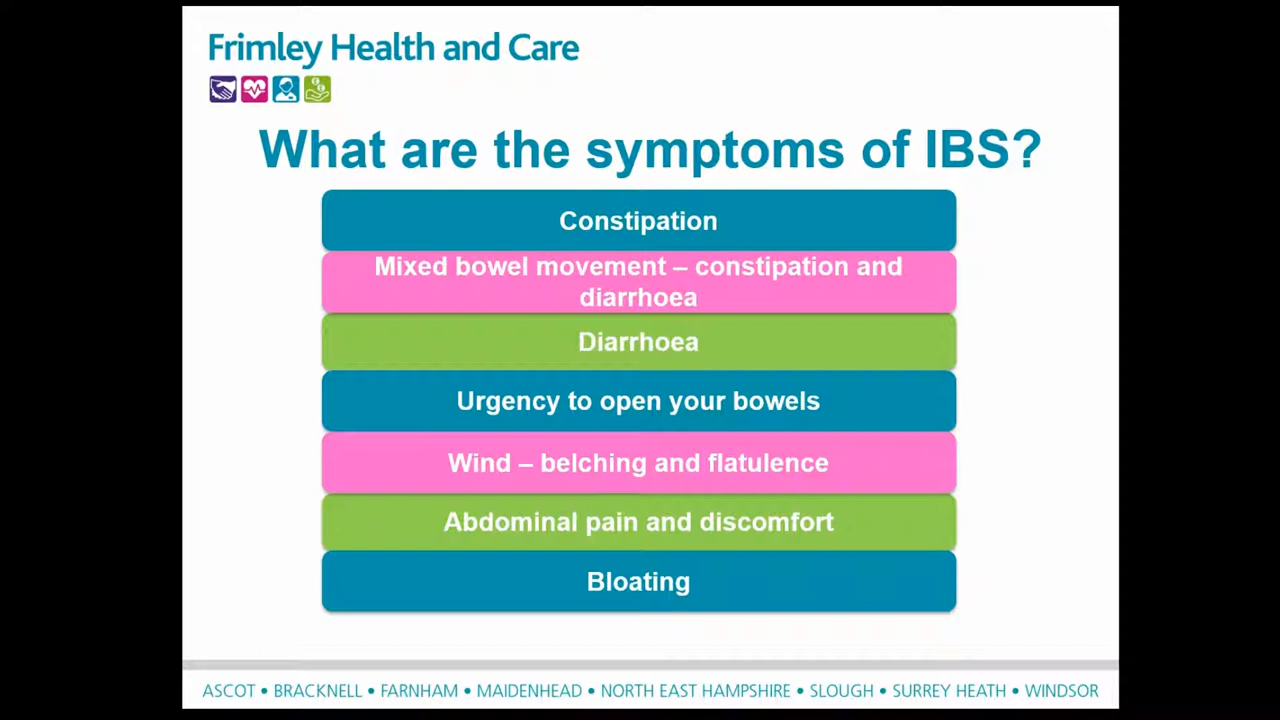 Frimley Health and Care
What are the symptoms of IBS?
Constipation
Mixed bowel movement – constipation and
diarrhoea
Diarrhoea
Urgency to open your bowels
Wind – belching and flatulence
Abdominal pain and discomfort
Bloating
ASCOT • BRACKNELL • FARNHAM • MAIDENHEAD • NORTH EAST HAMPSHIRE • SLOUGH • SURREY HEATH • WINDSOR